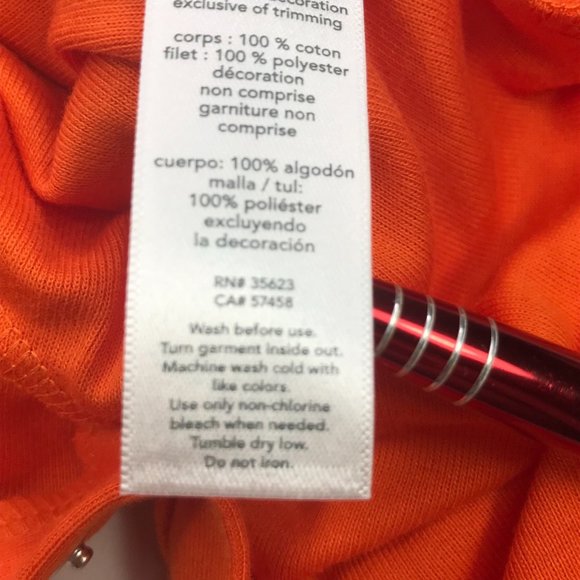 decoration
exclusive of trimming
corps : 100 % coton
filet : 100 % polyester
décoration
non comprise
garniture non
comprise
cuerpo: 100% algodón
malla / tul:
100% poliéster
excluyendo
la decoración
RN# 35623
CA# 57458
Wash before use.
Turn garment inside out.
Machine wash cold with
like colors.
Use only non-chlorine
bleach when needed.
Tumble dry low.
Do not iron.